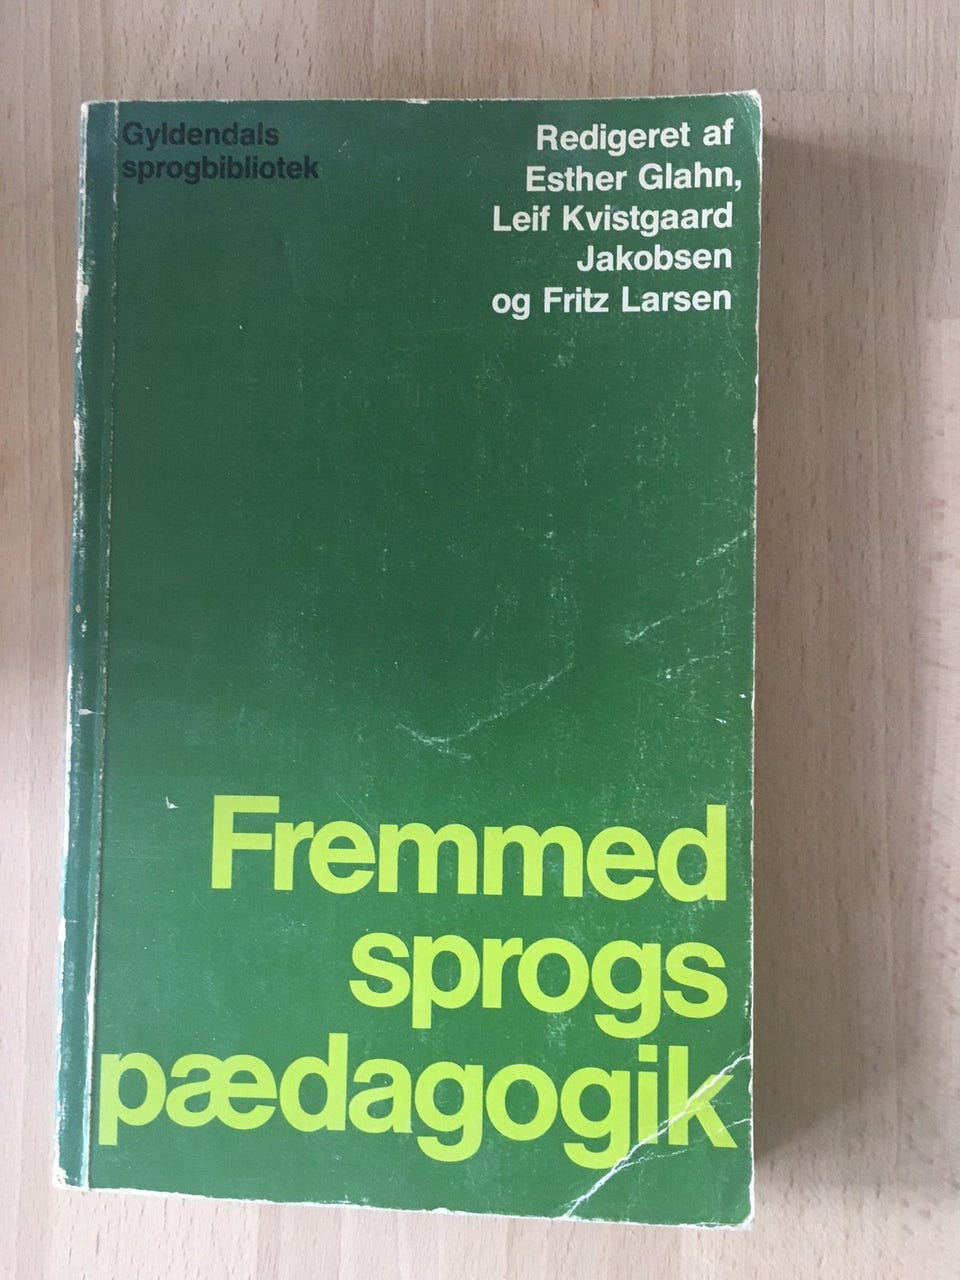 Gyldendals
sprogbibliotek
Redigeret af
Esther Glahn,
Leif Kvistgaard
Jakobsen
og Fritz Larsen
Fremmed
sprogs
pædagogik